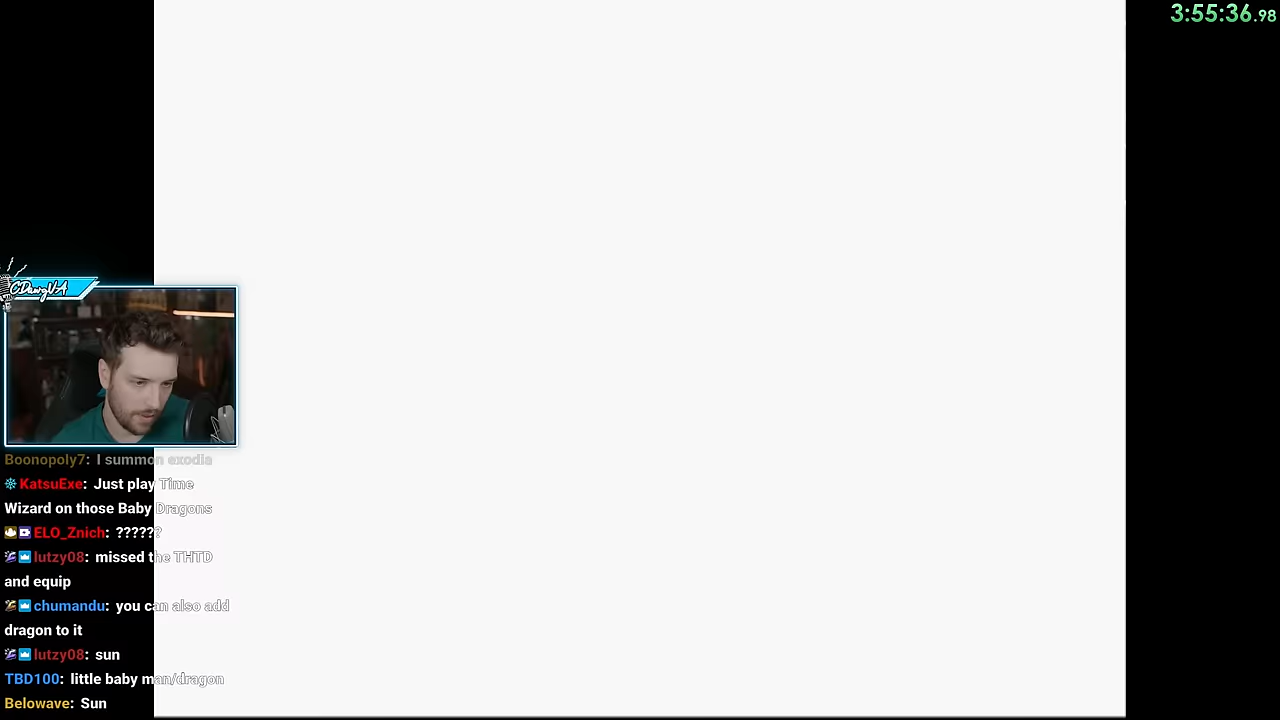 3:55:36.98
CDawgVA
Boonopoly7: I summon exodia
KatsuExe: Just play Time
Wizard on those Baby Dragons
ELO_Znich: ??????
lutzy08: missed the THTD
and equip
chumandu: you can also add
dragon to it
lutzy08: sun
TBD100: little baby man/dragon
Belowave: Sun